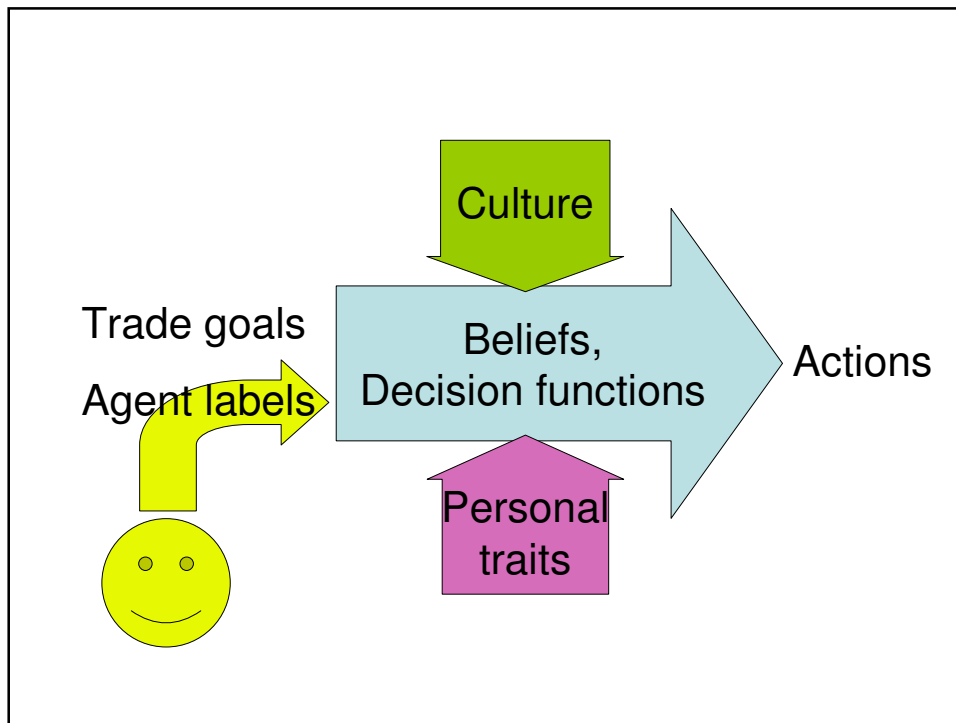 Culture
Trade goals
Agent labels
Beliefs,
Decision functions
Actions
Personal
traits